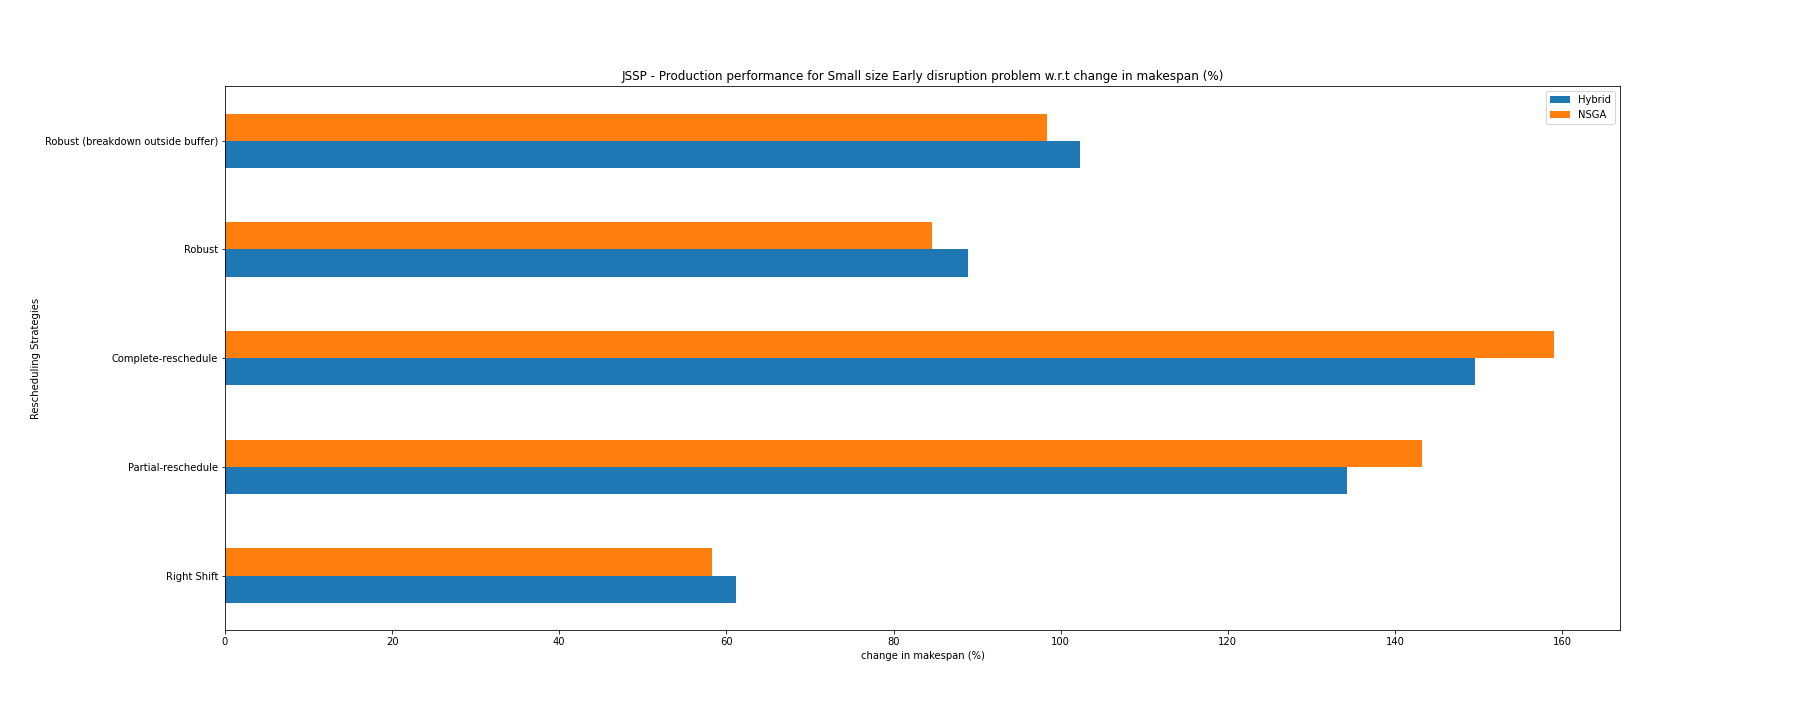 JSSP - Production performance for Small size Early disruption problem w.r.t change in makespan (%)
Hybrid
NSGA
Robust (breakdown outside buffer)
Robust
Complete-reschedule
Partial-reschedule
Right Shift
Rescheduling Strategies
0 20 40 60 80 100 120 140 160
change in makespan (%)